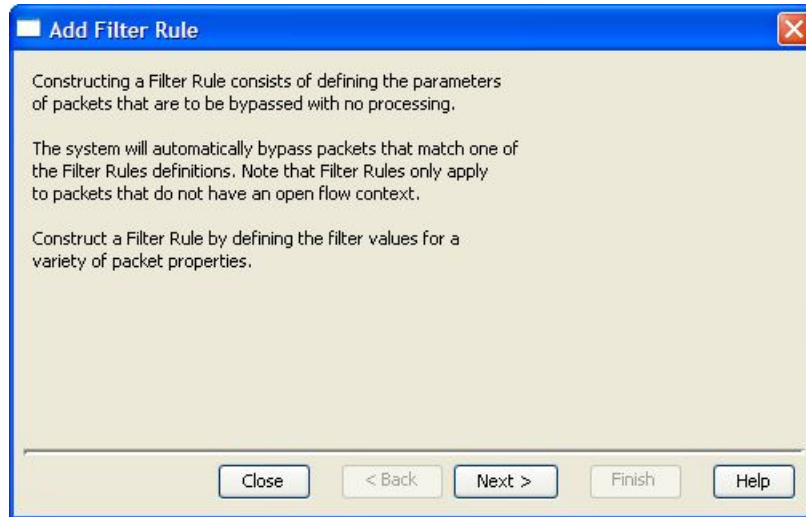 Add Filter Rule
Constructing a Filter Rule consists of defining the parameters
of packets that are to be bypassed with no processing.
The system will automatically bypass packets that match one of
the Filter Rules definitions. Note that Filter Rules only apply
to packets that do not have an open flow context.
Construct a Filter Rule by defining the filter values for a
variety of packet properties.
Close < Back Next > Finish Help